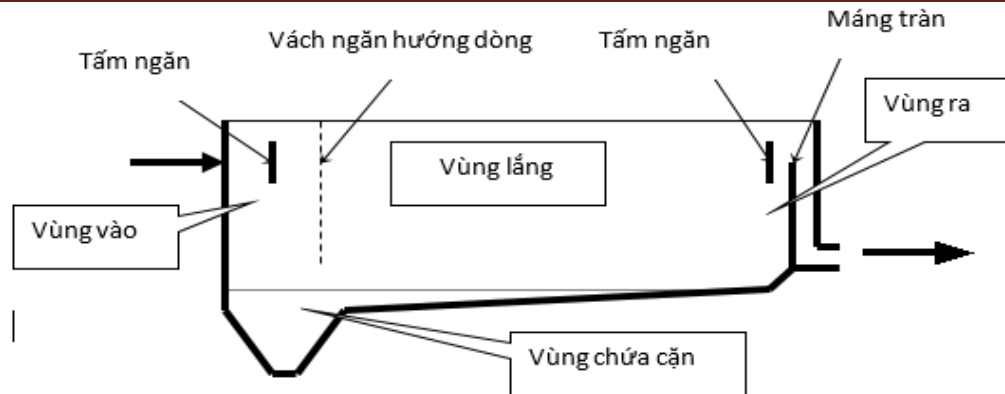 Máng tràn
Tấm ngăn
Vách ngăn hướng dòng
Tấm ngăn
Vùng ra
Vùng lắng
Vùng vào
Vùng chứa cặn